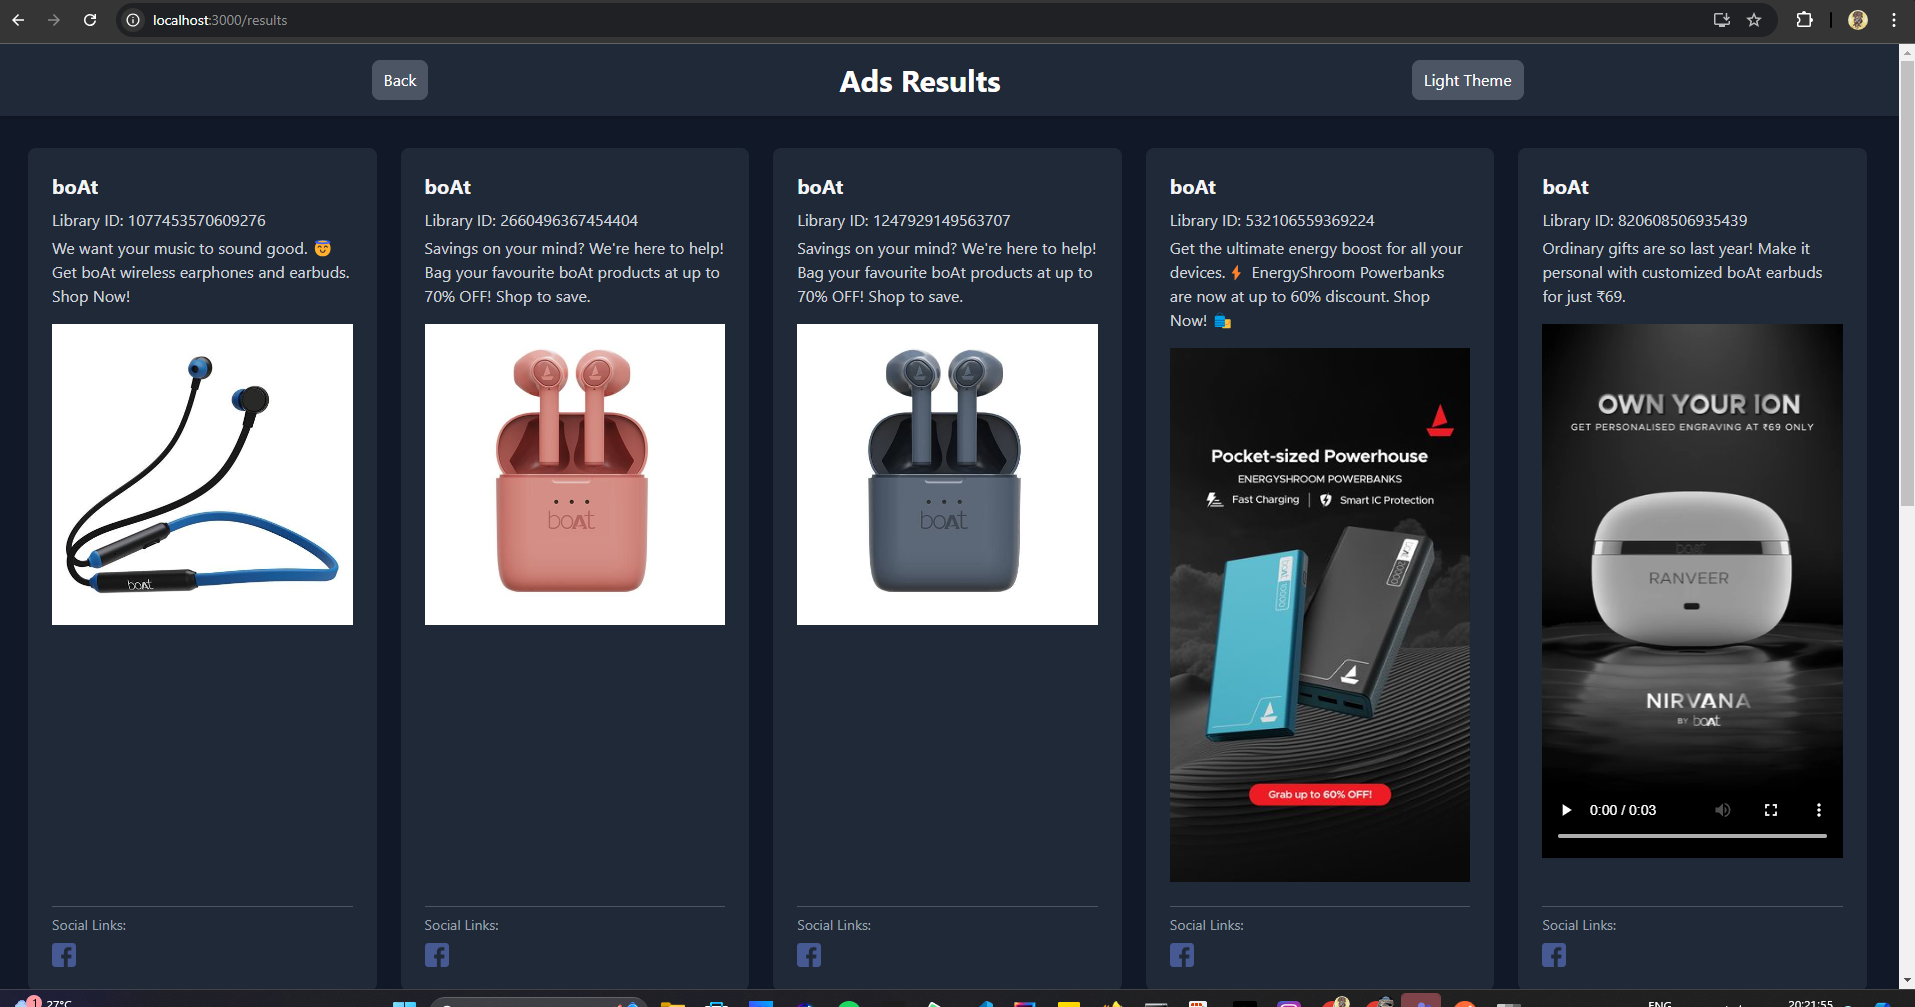 localhost:3000/results
Back
Ads Results
Light Theme
boAt
Library ID: 1077453570609276
We want your music to sound good. 😇
Get boAt wireless earphones and earbuds.
Shop Now!
boAt
Social Links:
boAt
Library ID: 2660496367454404
Savings on your mind? We're here to help!
Bag your favourite boAt products at up to
70% OFF! Shop to save.
boAt
Social Links:
boAt
Library ID: 1247929149563707
Savings on your mind? We're here to help!
Bag your favourite boAt products at up to
70% OFF! Shop to save.
boAt
Social Links:
boAt
Library ID: 532106559369224
Get the ultimate energy boost for all your
devices.⚡ EnergyShroom Powerbanks
are now at up to 60% discount. Shop
Now! 🛍️
Pocket-sized Powerhouse
ENERGYSHROOM POWERBANKS
Fast Charging | Smart IC Protection
boAt 10000
boAt 20000
Grab up to 60% OFF!
Social Links:
boAt
Library ID: 820608506935439
Ordinary gifts are so last year! Make it
personal with customized boAt earbuds
for just ₹69.
OWN YOUR ION
GET PERSONALISED ENGRAVING AT ₹69 ONLY
boAt
RANVEER
NIRVANA
BY boAt
0:00 / 0:03
Social Links:
1
27°C
ENG
20:21:55